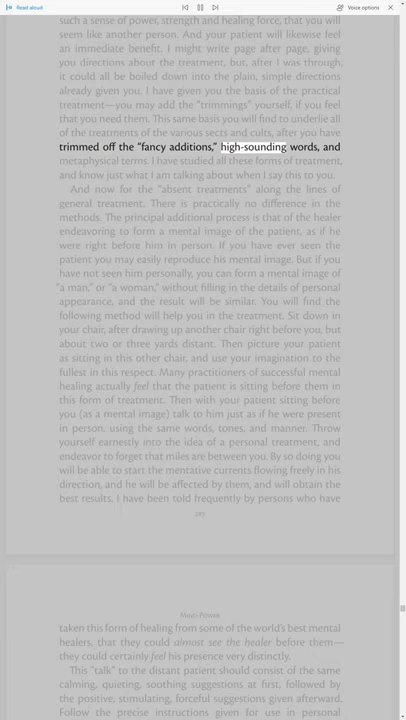 Read aloud
Voice options
such a sense of power, strength and healing force, that you will
seem like another person. And your patient will likewise feel
an immediate benefit. I might write page after page, giving
you directions about the treatment, but, after I was through,
it could all be boiled down into the plain, simple directions
already given you. I have given you the basis of the practical
treatment—you may add the “trimmings” yourself, if you feel
that you need them. This same basis you will find to underlie all
of the treatments of the various sects and cults, after you have
trimmed off the “fancy additions,” high-sounding words, and
metaphysical terms. I have studied all these forms of treatment,
and know just what I am talking about when I say this to you.
And now for the “absent treatments” along the lines of
general treatment. There is practically no difference in the
methods. The principal additional process is that of the healer
endeavoring to form a mental image of the patient, as if he
were right before him in person. If you have ever seen the
patient you may easily reproduce his mental image. But if you
have not seen him personally, you can form a mental image of
“a man,” or “a woman,” without filling in the details of personal
appearance, and the result will be similar. You will find the
following method will help you in the treatment. Sit down in
your chair, after drawing up another chair right before you, but
about two or three yards distant. Then picture your patient
as sitting in this other chair, and use your imagination to the
fullest in this respect. Many practitioners of successful mental
healing actually feel that the patient is sitting before them in
this form of treatment. Then with your patient sitting before
you (as a mental image) talk to him just as if he were present
in person. using the same words, tones, and manner. Throw
yourself earnestly into the idea of a personal treatment, and
endeavor to forget that miles are between you. By so doing you
will be able to start the mentative currents flowing freely in his
direction, and he will be affected by them, and will obtain the
best results. I have been told frequently by persons who have
taken this form of healing from some of the world’s best mental
healers, that they could almost see the healer before them—
they could certainly feel his presence very distinctly.
This “talk” to the distant patient should consist of the same
calming, quieting, soothing suggestions at first, followed by
the positive, stimulating, forceful suggestions given afterward.
Follow the precise instructions given for use in personal